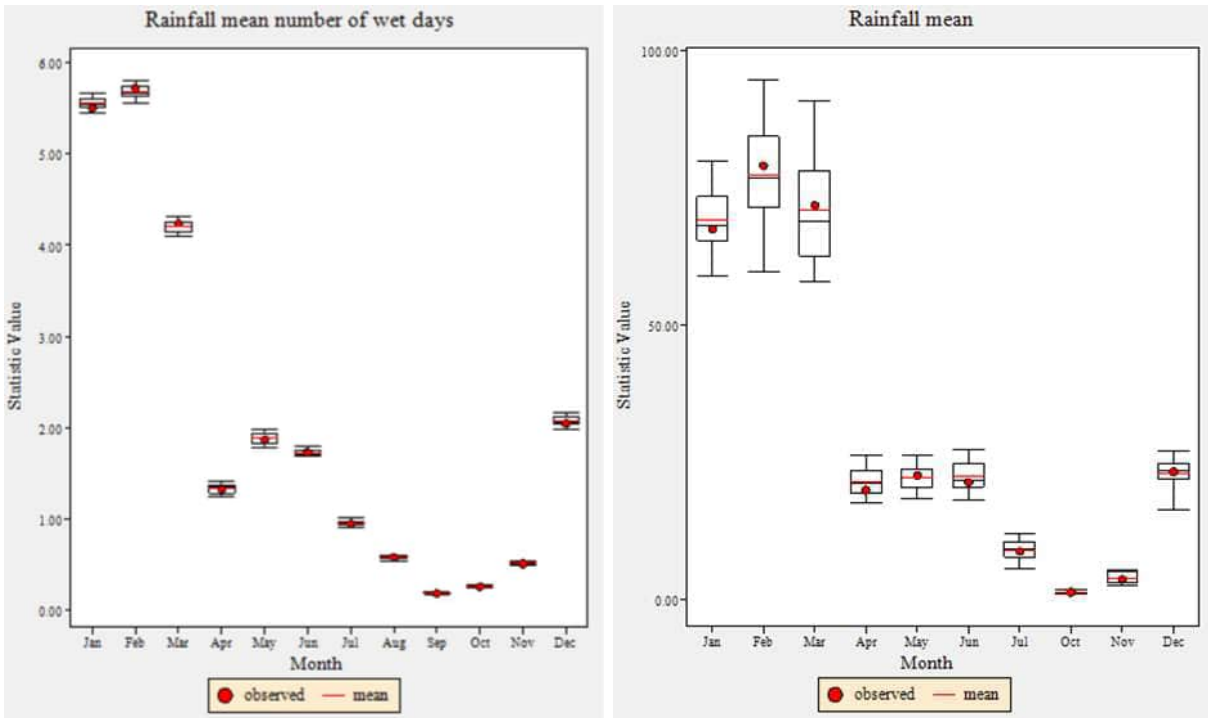 Rainfall mean number of wet days
6.00
5.00
4.00
3.00
2.00
1.00
0.00
Statistic Value
Jan Feb Mar Apr May Jun Jul Aug Sep Oct Nov Dec
Month
observed mean
Rainfall mean
100.00
50.00
0.00
Statistic Value
Jan Feb Mar Apr May Jun Jul Oct Nov Dec
Month
observed mean